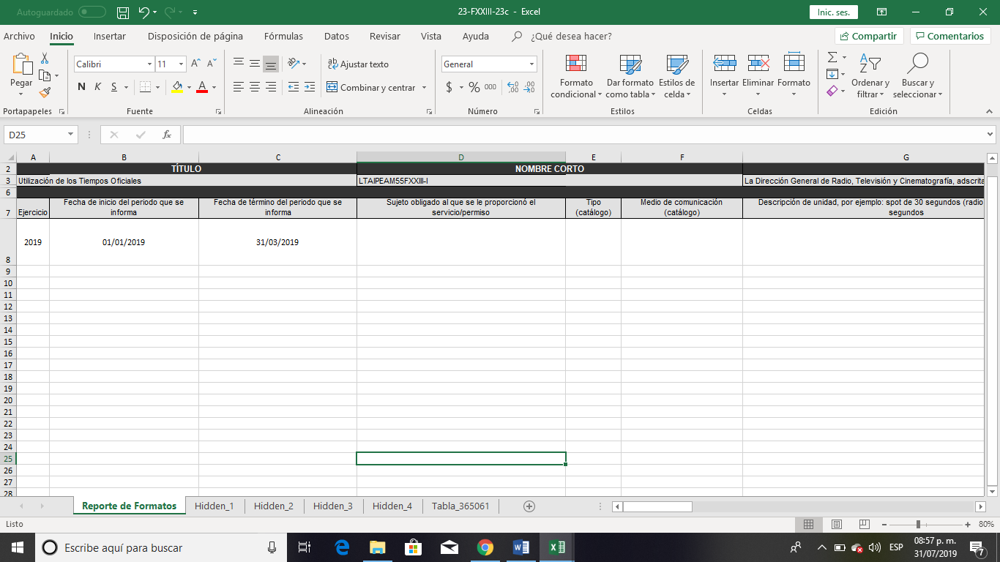 Autoguardado
23-FXXIII-23c - Excel
Inic. ses.
Archivo Inicio Insertar Disposición de página Fórmulas Datos Revisar Vista Ayuda ¿Qué desea hacer? Compartir Comentarios
Pegar
Portapapeles
Calibri 11
N K S
Fuente
Ajustar texto
Combinar y centrar
Alineación
General
$ % 000
Número
Formato condicional
Dar formato como tabla
Estilos de celda
Estilos
Insertar Eliminar Formato
Celdas
Ordenar y filtrar
Buscar y seleccionar
Edición
D25 fx
A B C D E F G
2 TÍTULO NOMBRE CORTO
3 Utilización de los Tiempos Oficiales LTAIPEAM55FXXIII-I La Dirección General de Radio, Televisión y Cinematografía, adscrita
6
7 Ejercicio
Fecha de inicio del periodo que se informa
Fecha de término del periodo que se informa
Sujeto obligado al que se le proporcionó el servicio/permiso
Tipo (catálogo)
Medio de comunicación (catálogo)
Descripción de unidad, por ejemplo: spot de 30 segundos (radio
segundos
8 2019 01/01/2019 31/03/2019
9
10
11
12
13
14
15
16
17
18
19
20
21
22
23
24
25
26
27
28
Reporte de Formatos Hidden_1 Hidden_2 Hidden_3 Hidden_4 Tabla_365061
Listo 80%
Escribe aquí para buscar
ESP
08:57 p. m.
31/07/2019
7